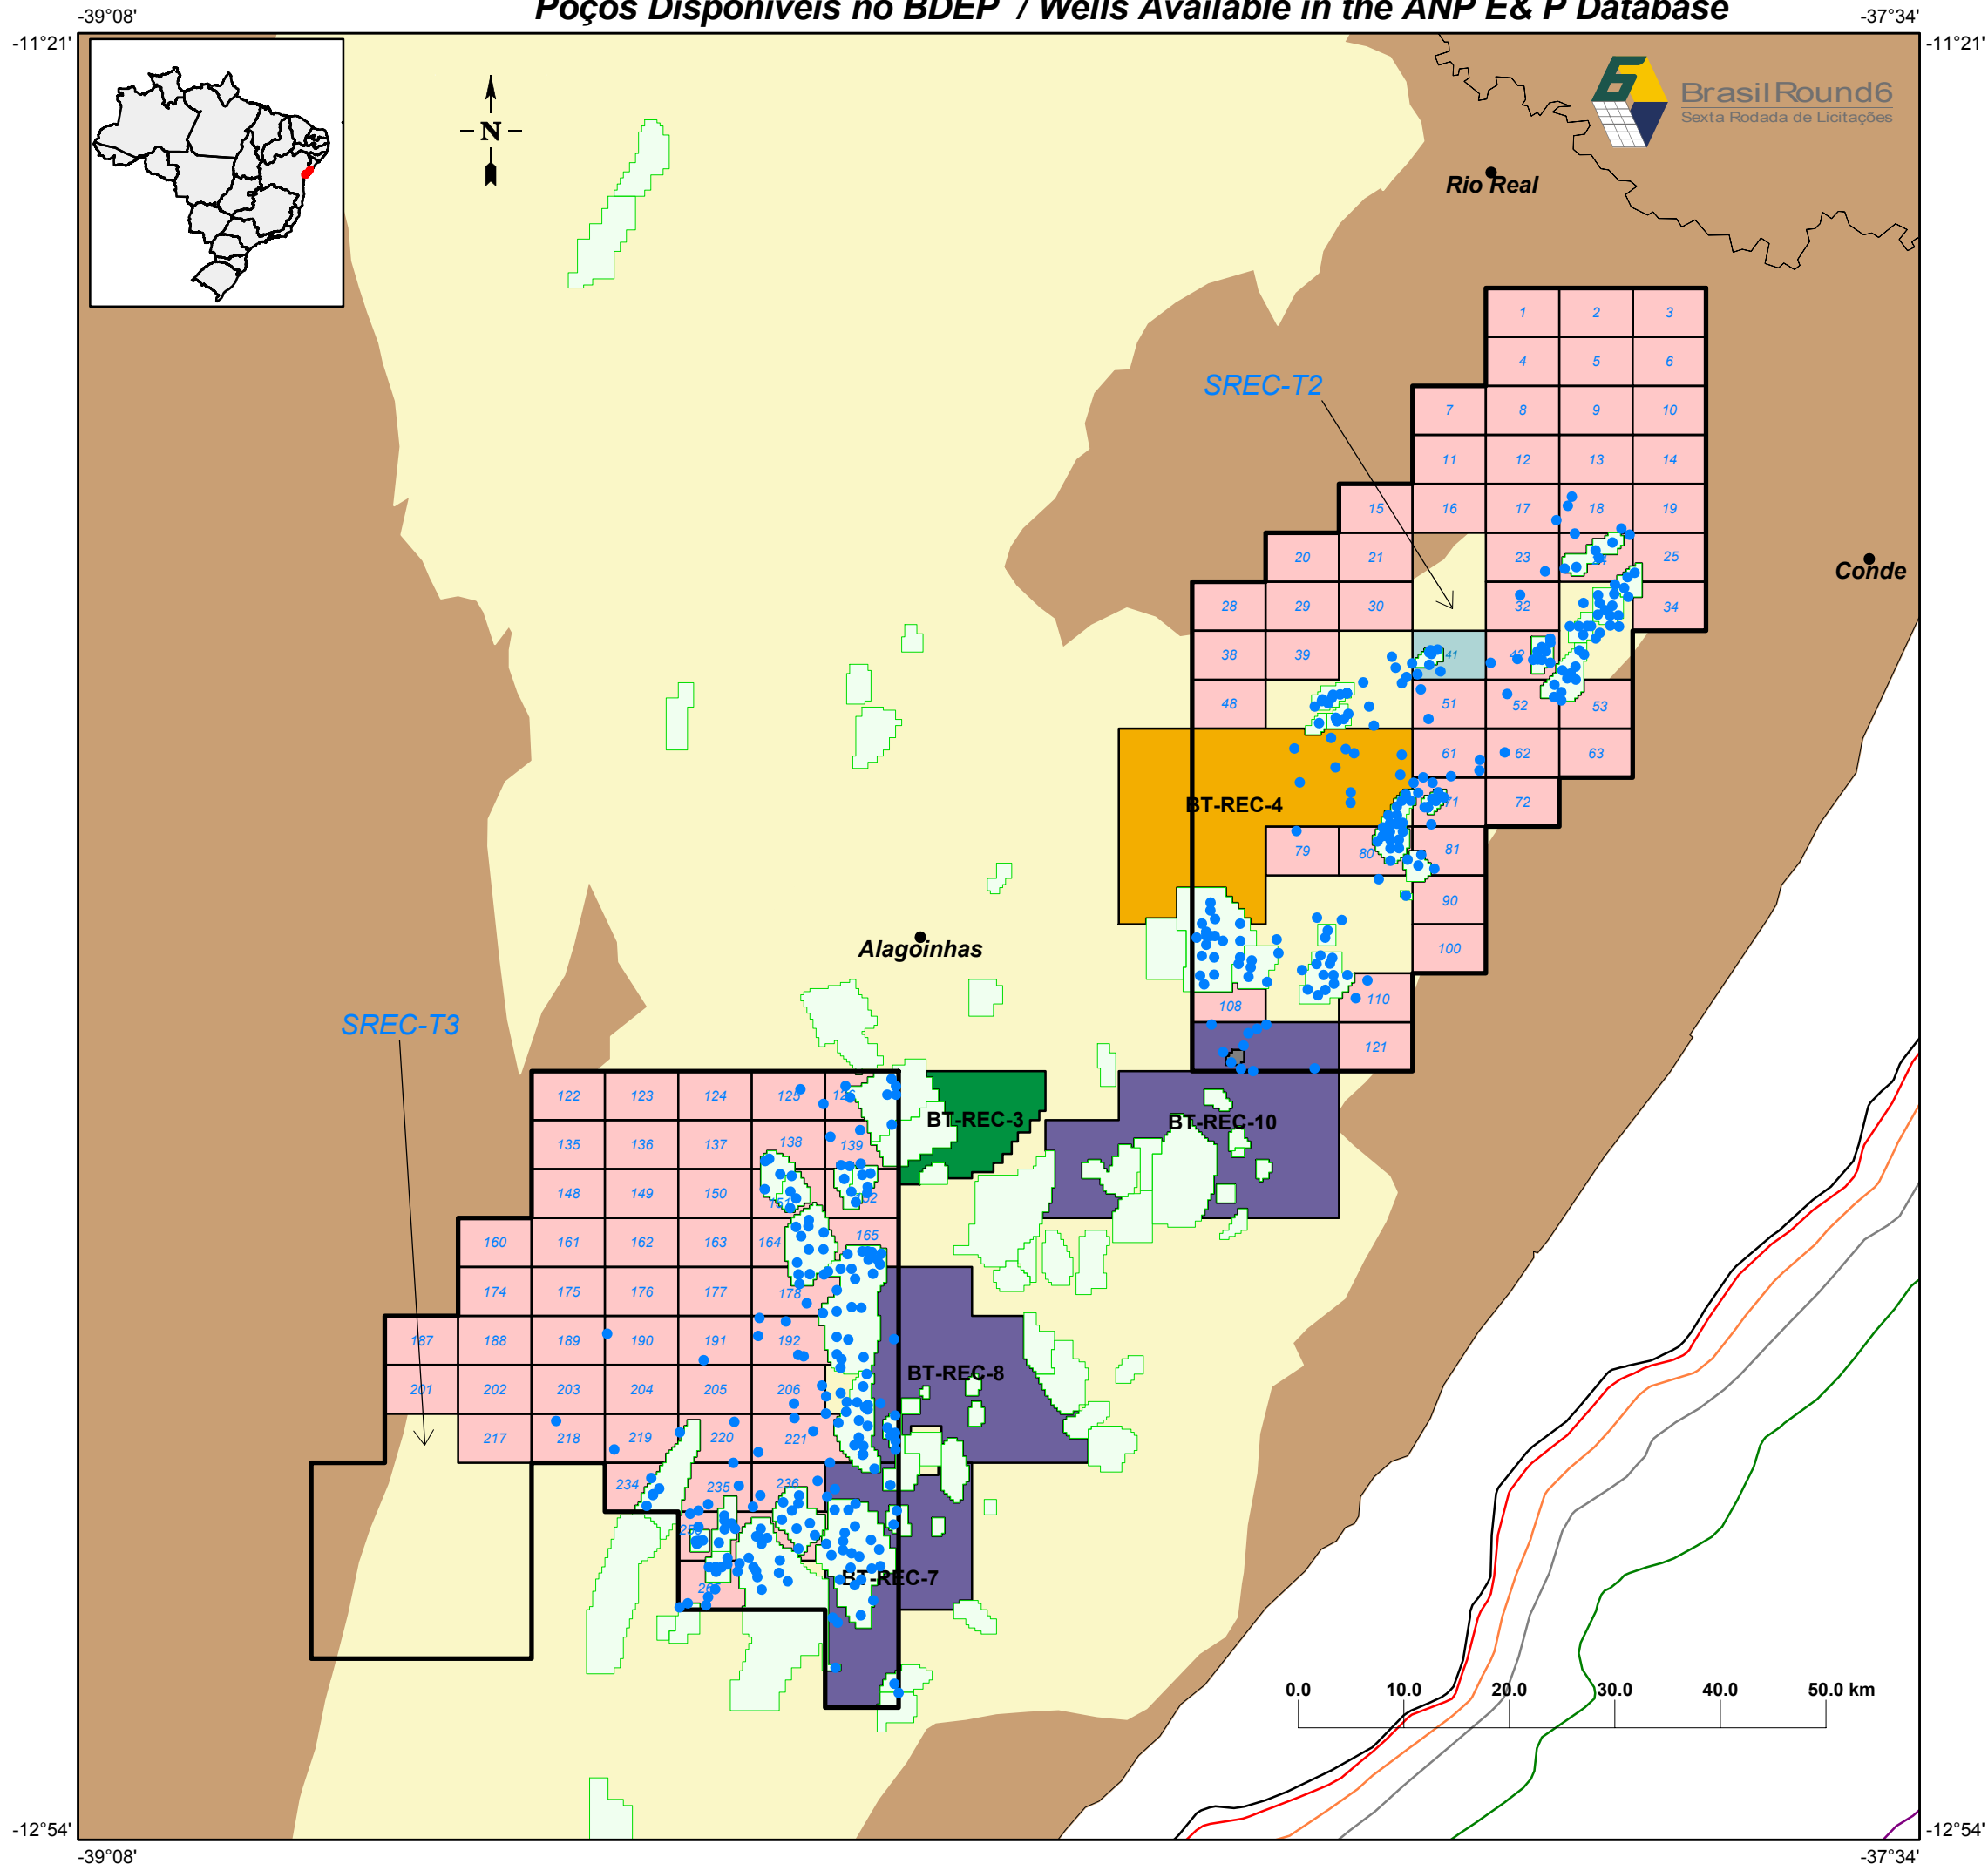 Poços Disponíveis no BDEP / Wells Available in the ANP E& P Database
-39°08'
-37°34'
-11°21'
-11°21'
N
BrasilRound6
Sexta Rodada de Licitações
Rio Real
1 2 3
4 5 6
SREC-T2
7 8 9 10
11 12 13 14
15 16 17 18 19
20 21 23 25
Conde
28 29 30 32 34
38 39 41 42
48 51 52 53
61 62 63
BT-REC-4
71 72
79 80 81
90
Alagoinhas
100
108 110
SREC-T3
121
122 123 124 125
BT-REC-3
BT-REC-10
135 136 137 138 139
148 149 150 151
160 161 162 163 164 165
174 175 176 177 178
187 188 189 190 191 192
BT-REC-8
201 202 203 204 205 206
217 218 219 220 221
234 235 236
BT-REC-7
0.0 10.0 20.0 30.0 40.0 50.0 km
-12°54'
-12°54'
-39°08'
-37°34'